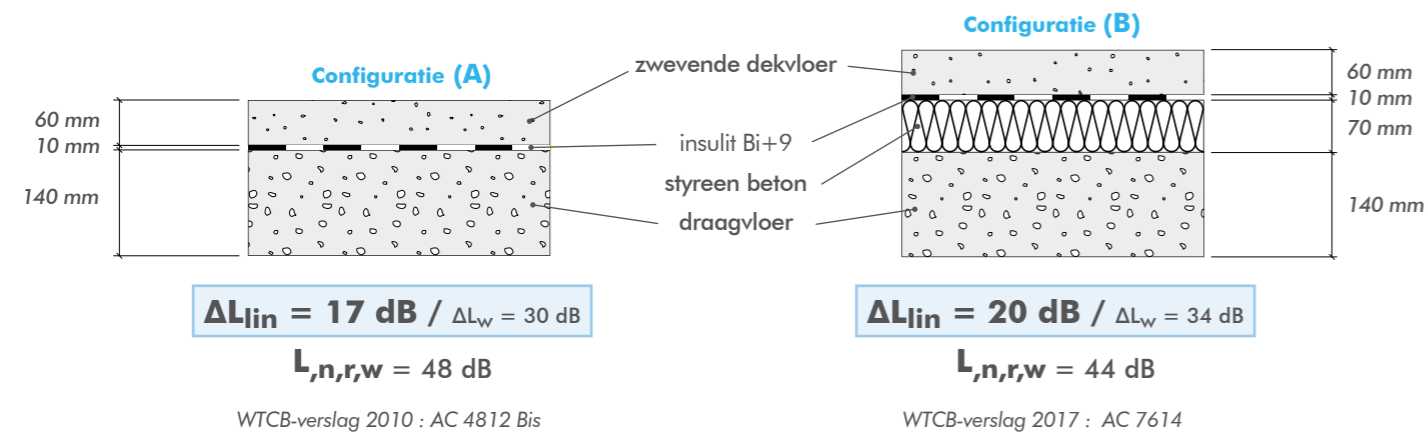 Configuratie (A)
60 mm
10 mm
140 mm
zwevende dekvloer
insulit Bi+9
styreen beton
draagvloer
Configuratie (B)
60 mm
10 mm
70 mm
140 mm
ΔLlin = 17 dB / ΔLw = 30 dB
L,n,r,w = 48 dB
WTCB-verslag 2010 : AC 4812 Bis
ΔLlin = 20 dB / ΔLw = 34 dB
L,n,r,w = 44 dB
WTCB-verslag 2017 : AC 7614